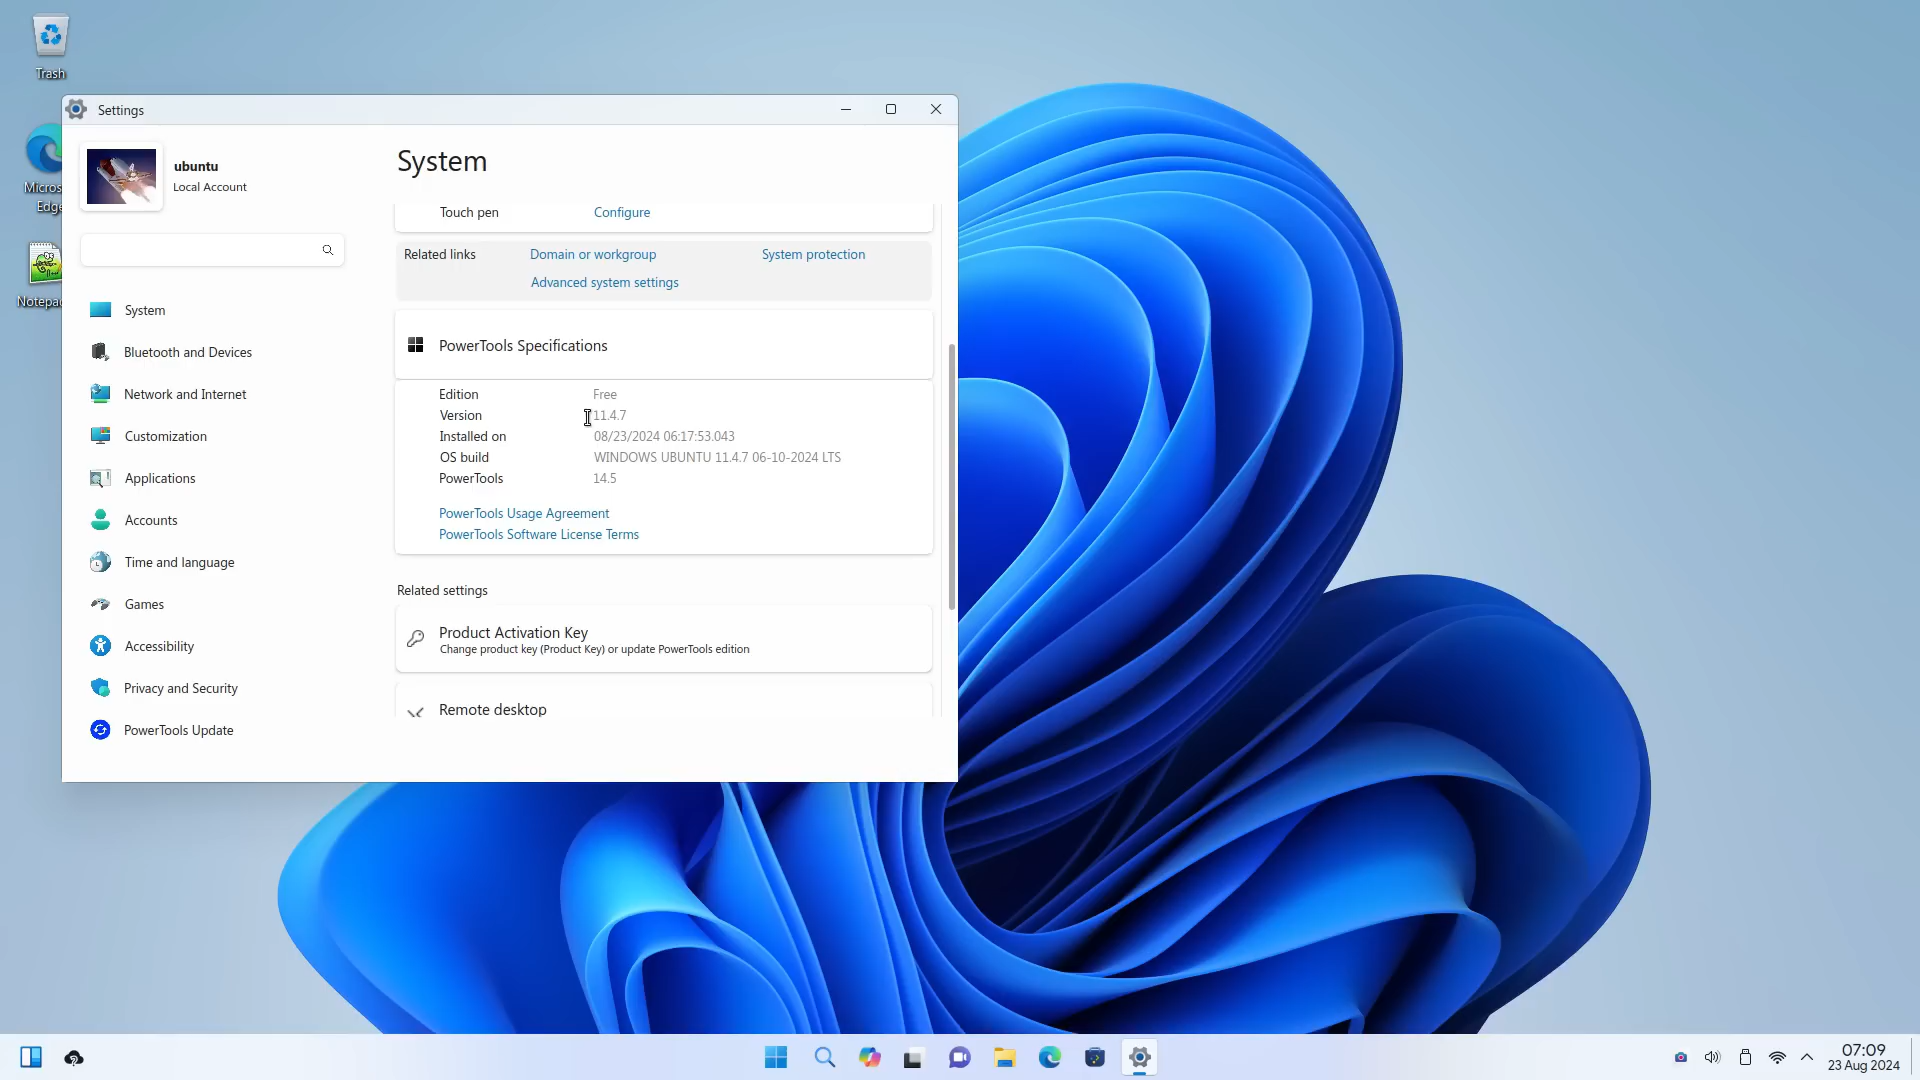 Trash
Micros
Edge
Notepad
Settings
ubuntu
Local Account
System
Bluetooth and Devices
Network and Internet
Customization
Applications
Accounts
Time and language
Games
Accessibility
Privacy and Security
PowerTools Update
System
Touch pen Configure
Related links Domain or workgroup System protection
Advanced system settings
PowerTools Specifications
Edition Free
Version 11.4.7
Installed on 08/23/2024 06:17:53.043
OS build WINDOWS UBUNTU 11.4.7 06-10-2024 LTS
PowerTools 14.5
PowerTools Usage Agreement
PowerTools Software License Terms
Related settings
Product Activation Key
Change product key (Product Key) or update PowerTools edition
Remote desktop
07:09
23 Aug 2024